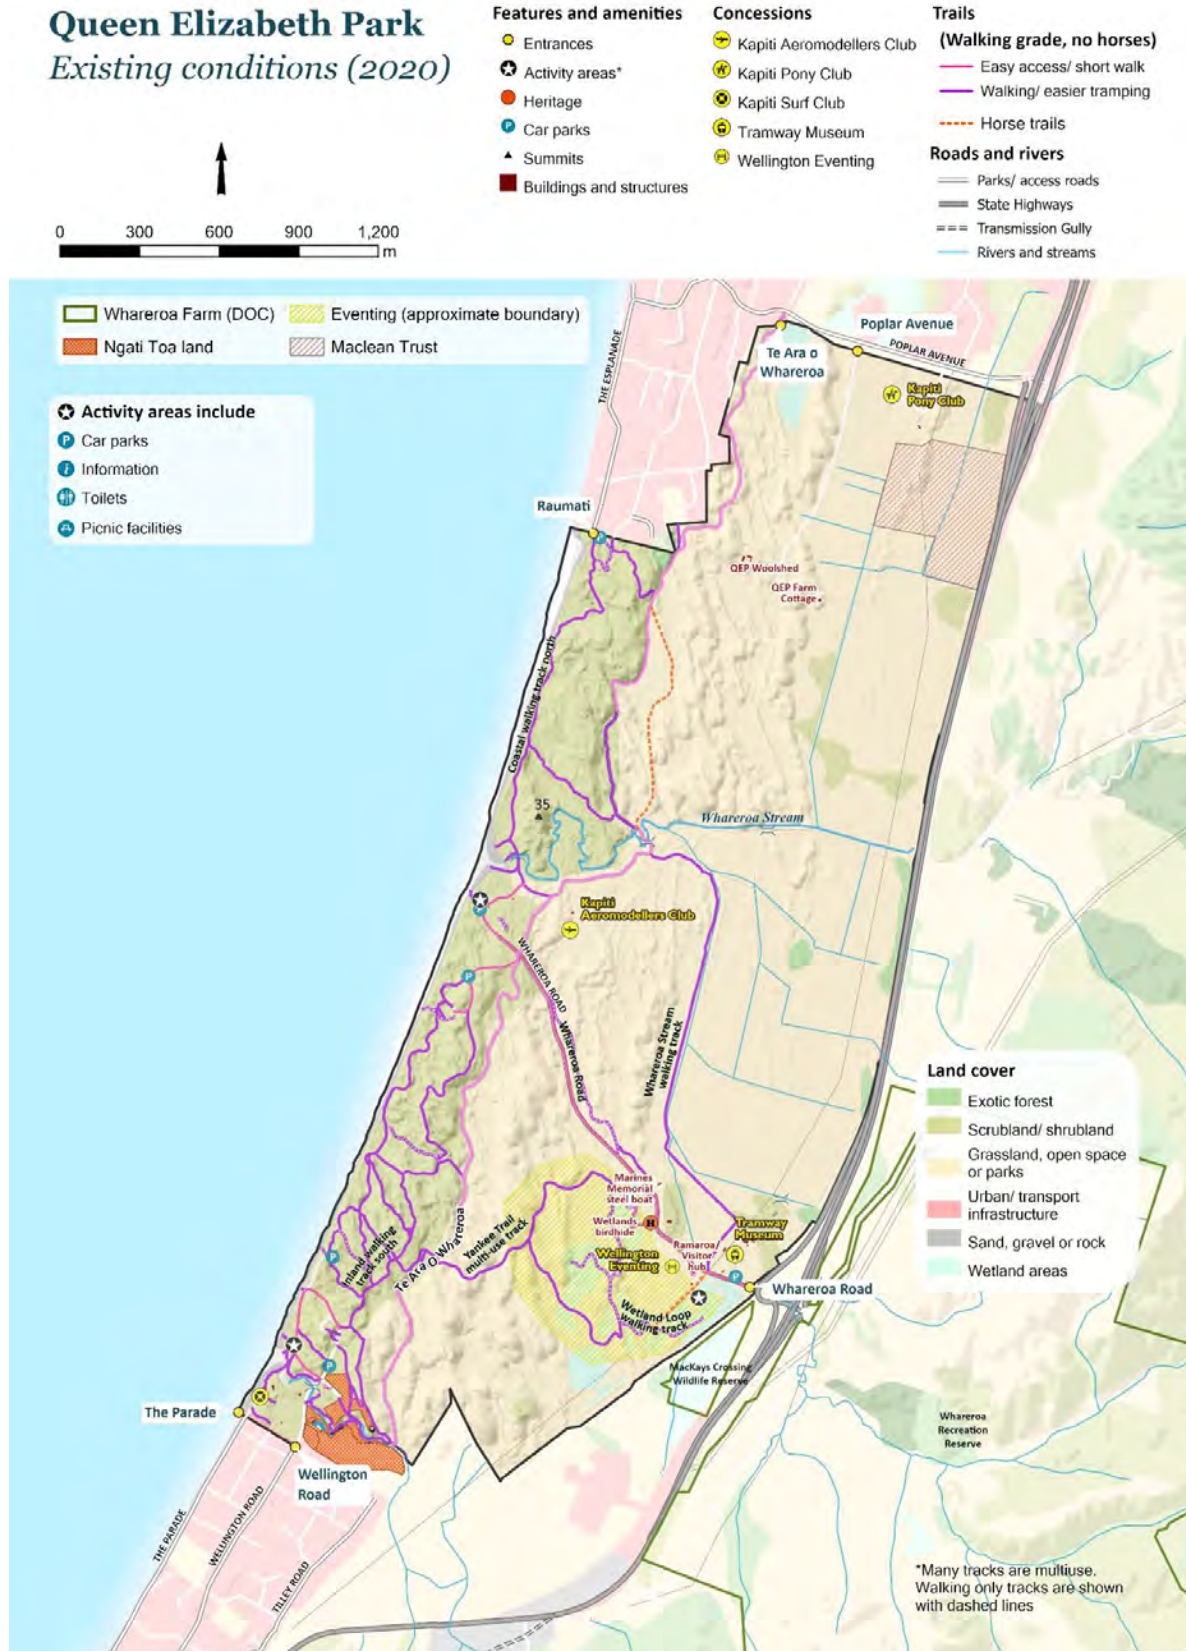 Queen Elizabeth Park
Existing conditions (2020)
0 300 600 900 1,200
m
Features and amenities
Entrances
Activity areas*
Heritage
P Car parks
Summits
Buildings and structures
Concessions
Kapiti Aeromodellers Club
Kapiti Pony Club
Kapiti Surf Club
Tramway Museum
Wellington Eventing
Trails
(Walking grade, no horses)
Easy access/ short walk
Walking/ easier tramping
Horse trails
Roads and rivers
Parks/ access roads
State Highways
Transmission Gully
Rivers and streams
Whareroa Farm (DOC)
Eventing (approximate boundary)
Ngati Toa land
Maclean Trust
Activity areas include
P Car parks
i Information
Toilets
Picnic facilities
THE ESPLANADE
Te Ara o
Whareroa
Poplar Avenue
POPLAR AVENUE
Kapiti
Pony Club
Raumati
P
QEP Woolshed
QEP Farm
Cottage
Coastal walking track north
35
Whareroa Stream
Kapiti
Aeromodellers Club
P
P
WHAREROA ROAD
Whareroa Road
Whareroa Stream
walking track
Land cover
Exotic forest
Scrubland/ shrubland
Grassland, open space
or parks
Urban/ transport
infrastructure
Sand, gravel or rock
Wetland areas
Marines
Memorial
steel boat
Wetlands
birdhide
H
Ramaroa/
Visitor
hub
Tramway
Museum
Wellington
Eventing
P
Whareroa Road
Wetland Loop
walking track
Yankee Trail
multi-use track
Te Ara O Whareroa
Inland walking
track south
P
P
MacKays Crossing
Wildlife Reserve
Whareroa
Recreation
Reserve
The Parade
Wellington
Road
THE PARADE
WELLINGTON ROAD
TILLEY ROAD
*Many tracks are multiuse.
Walking only tracks are shown
with dashed lines